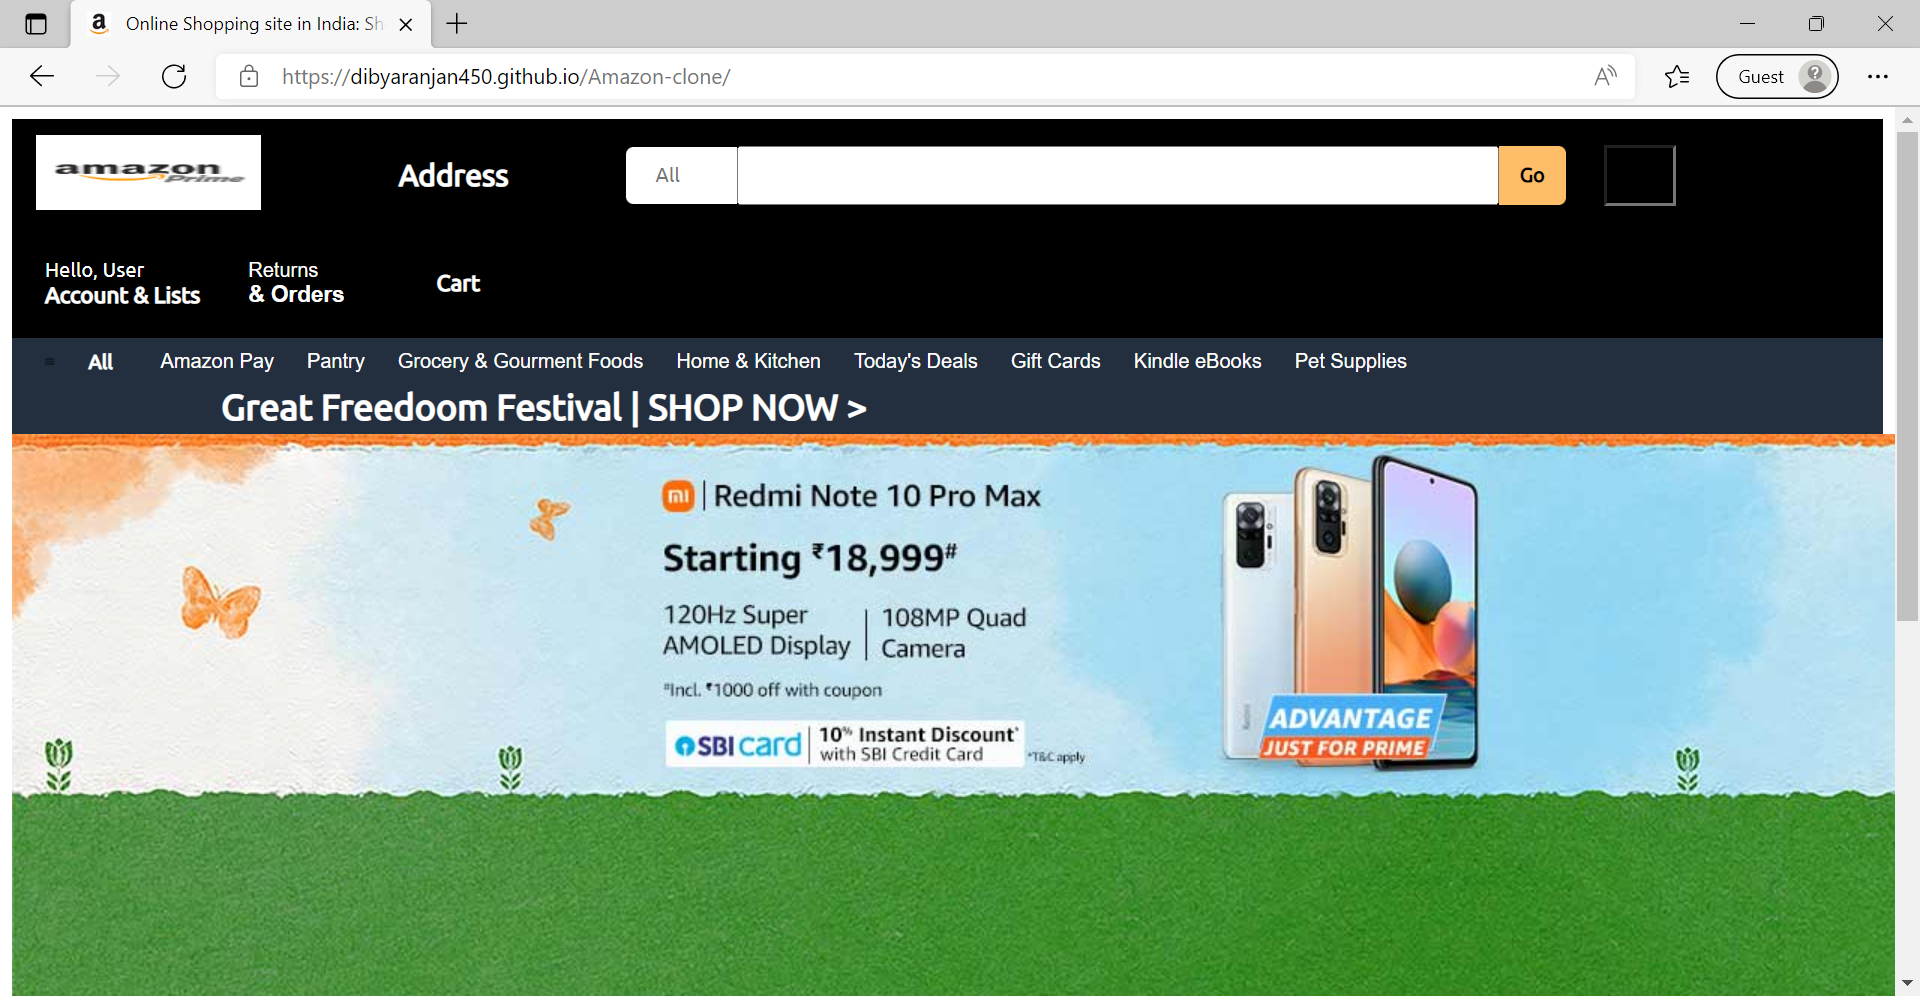 Online Shopping site in India: Sh
https://dibyaranjan450.github.io/Amazon-clone/
Guest
amazon
Prime
Address
All
Go
Hello, User
Account & Lists
Returns
& Orders
Cart
All Amazon Pay Pantry Grocery & Gourment Foods Home & Kitchen Today's Deals Gift Cards Kindle eBooks Pet Supplies
Great Freedoom Festival | SHOP NOW >
mi | Redmi Note 10 Pro Max
Starting ₹18,999#
120Hz Super
AMOLED Display
108MP Quad
Camera
#Incl. ₹1000 off with coupon
SBI card
10% Instant Discount*
with SBI Credit Card
*T&C apply
Redmi
ADVANTAGE
JUST FOR PRIME